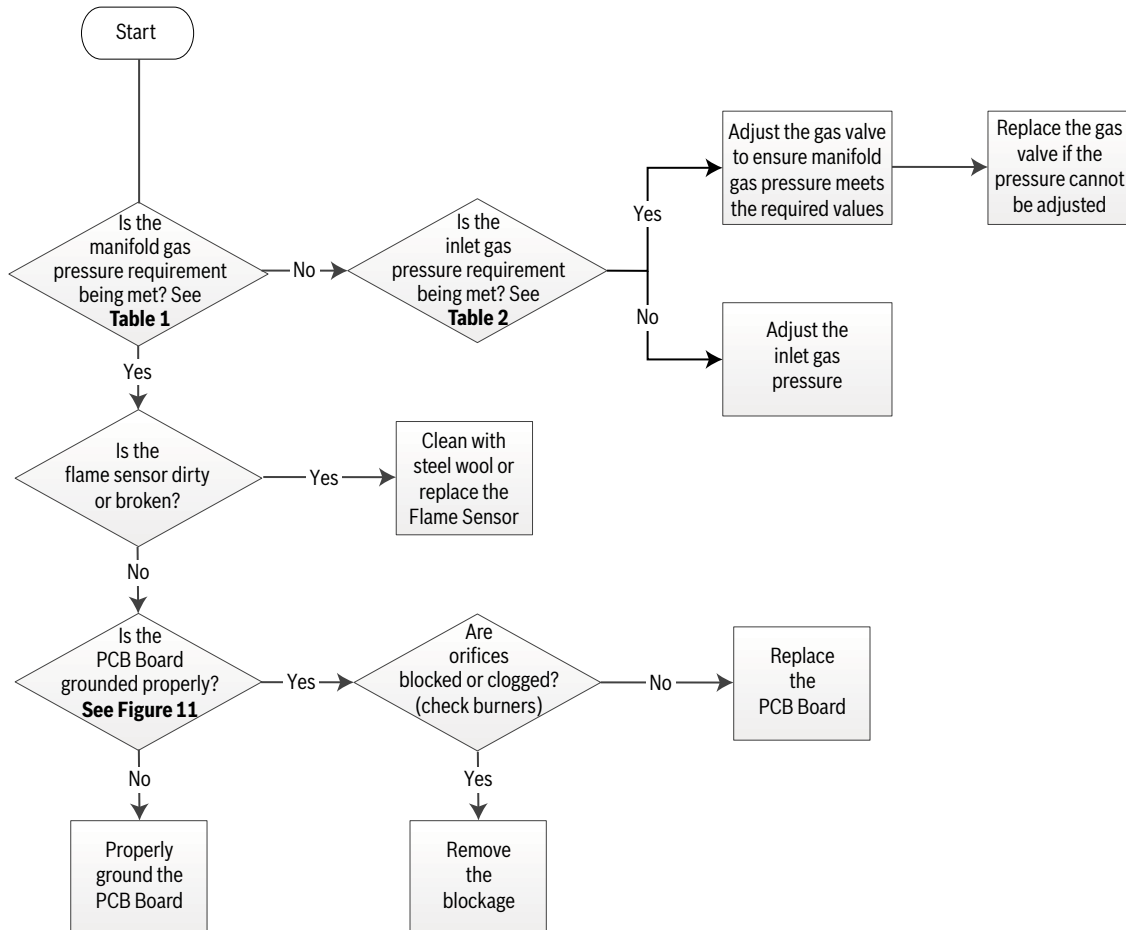 Start
Is the
manifold gas
pressure requirement
being met? See
Table 1
No
Is the
inlet gas
pressure requirement
being met? See
Table 2
Yes
Adjust the gas valve
to ensure manifold
gas pressure meets
the required values
Replace the gas
valve if the
pressure cannot
be adjusted
No
Adjust the
inlet gas
pressure
Yes
Is the
flame sensor dirty
or broken?
Yes
Clean with
steel wool or
replace the
Flame Sensor
No
Is the
PCB Board
grounded properly?
See Figure 11
Yes
Are
orifices
blocked or clogged?
(check burners)
No
Replace
the
PCB Board
No
Properly
ground the
PCB Board
Yes
Remove
the
blockage